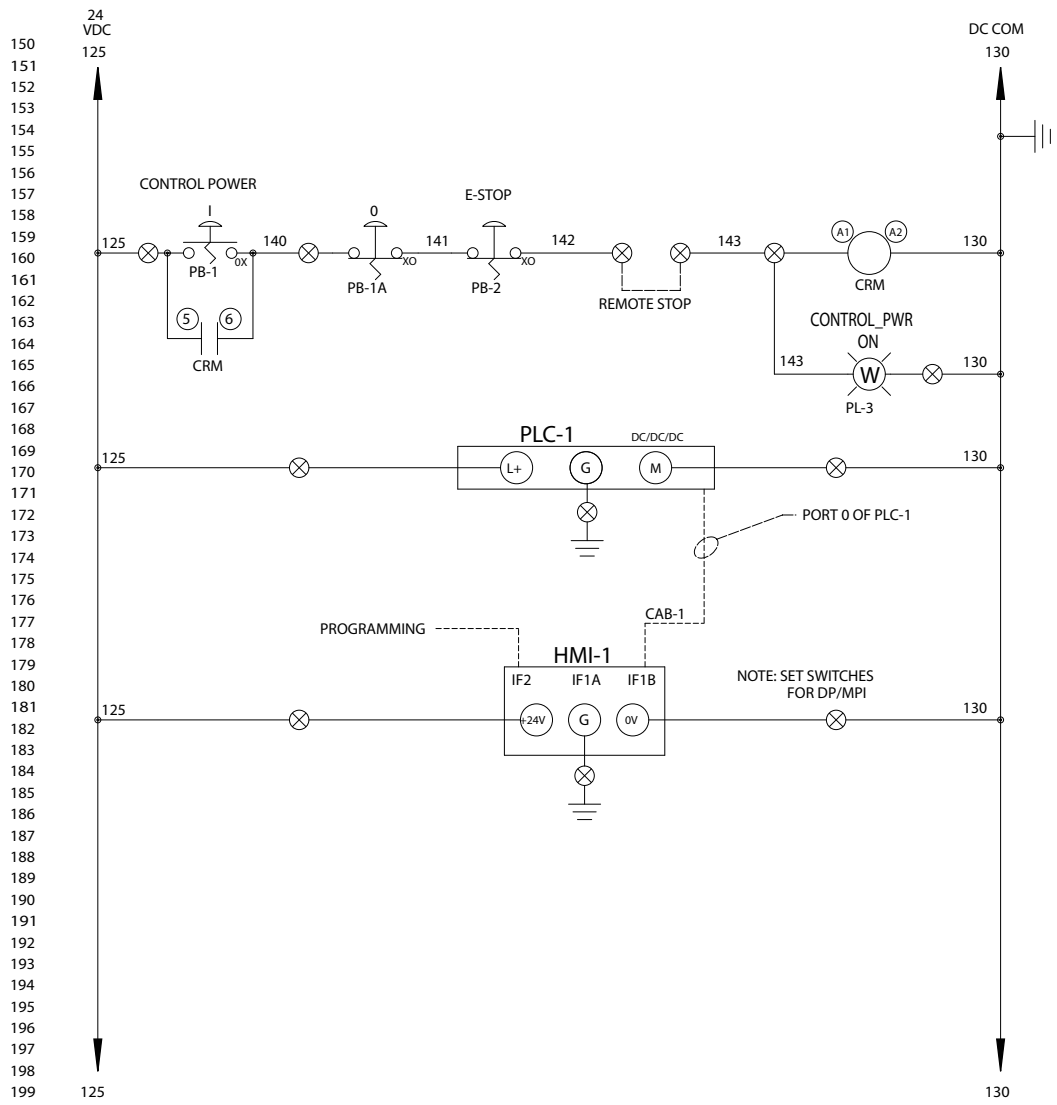 24
VDC
125
DC COM
130
150
151
152
153
154
155
156
157
158
159
160
161
162
163
164
165
166
167
168
169
170
171
172
173
174
175
176
177
178
179
180
181
182
183
184
185
186
187
188
189
190
191
192
193
194
195
196
197
198
199
CONTROL POWER
I
125
PB-1
0X
140
0
PB-1A
XO
141
E-STOP
PB-2
XO
142
REMOTE STOP
143
A1
A2
CRM
130
5
6
CRM
CONTROL_PWR
ON
143
W
PL-3
130
PLC-1
DC/DC/DC
125
L+
G
M
130
PORT 0 OF PLC-1
CAB-1
PROGRAMMING
HMI-1
IF2
IF1A
IF1B
NOTE: SET SWITCHES
FOR DP/MPI
125
+24V
G
0V
130
125
130